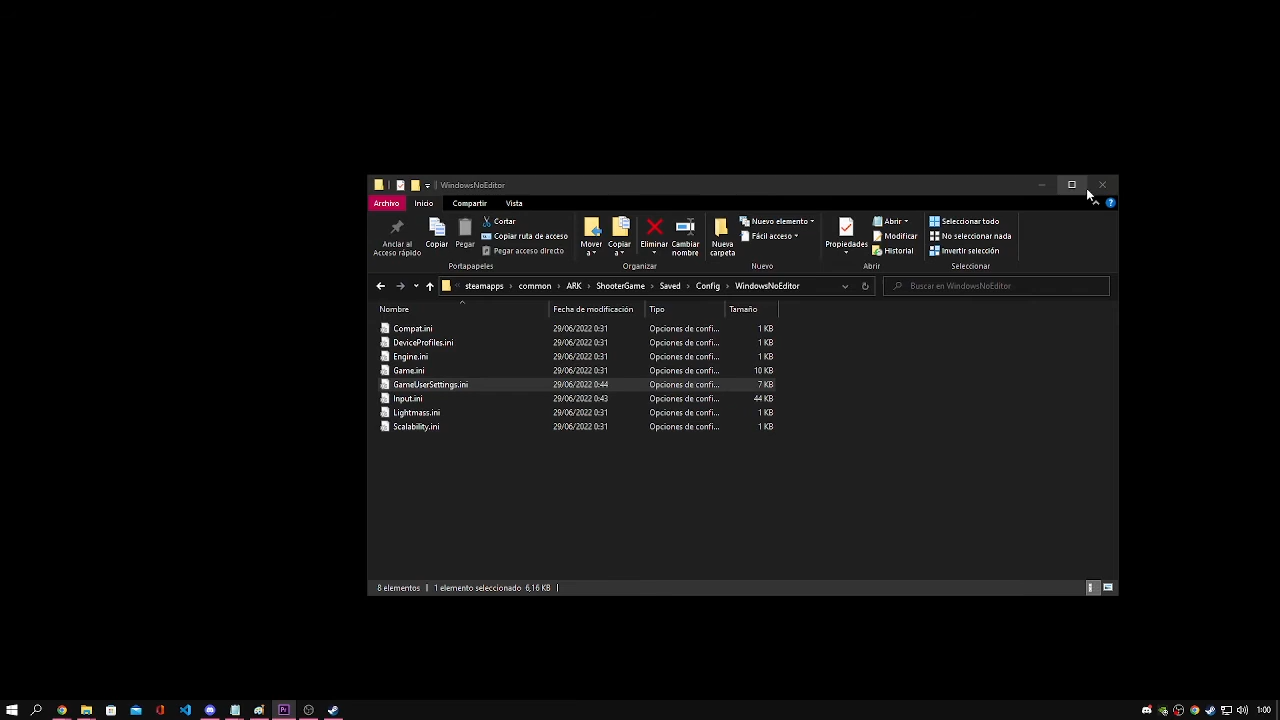 WindowsNoEditor
Archivo Inicio Compartir Vista
Anclar al Acceso rápido
Copiar
Pegar
Cortar
Copiar ruta de acceso
Pegar acceso directo
Portapapeles
Mover a
Copiar a
Eliminar
Cambiar nombre
Organizar
Nueva carpeta
Nuevo elemento
Fácil acceso
Nuevo
Propiedades
Abrir
Modificar
Historial
Abrir
Seleccionar todo
No seleccionar nada
Invertir selección
Seleccionar
steamapps > common > ARK > ShooterGame > Saved > Config > WindowsNoEditor
Buscar en WindowsNoEditor
Nombre Fecha de modificación Tipo Tamaño
Compat.ini 29/06/2022 0:31 Opciones de confi... 1 KB
DeviceProfiles.ini 29/06/2022 0:31 Opciones de confi... 1 KB
Engine.ini 29/06/2022 0:31 Opciones de confi... 1 KB
Game.ini 29/06/2022 0:31 Opciones de confi... 10 KB
GameUserSettings.ini 29/06/2022 0:44 Opciones de confi... 7 KB
Input.ini 29/06/2022 0:43 Opciones de confi... 44 KB
Lightmass.ini 29/06/2022 0:31 Opciones de confi... 1 KB
Scalability.ini 29/06/2022 0:31 Opciones de confi... 1 KB
8 elementos 1 elemento seleccionado 6,16 KB
Pr
1:00